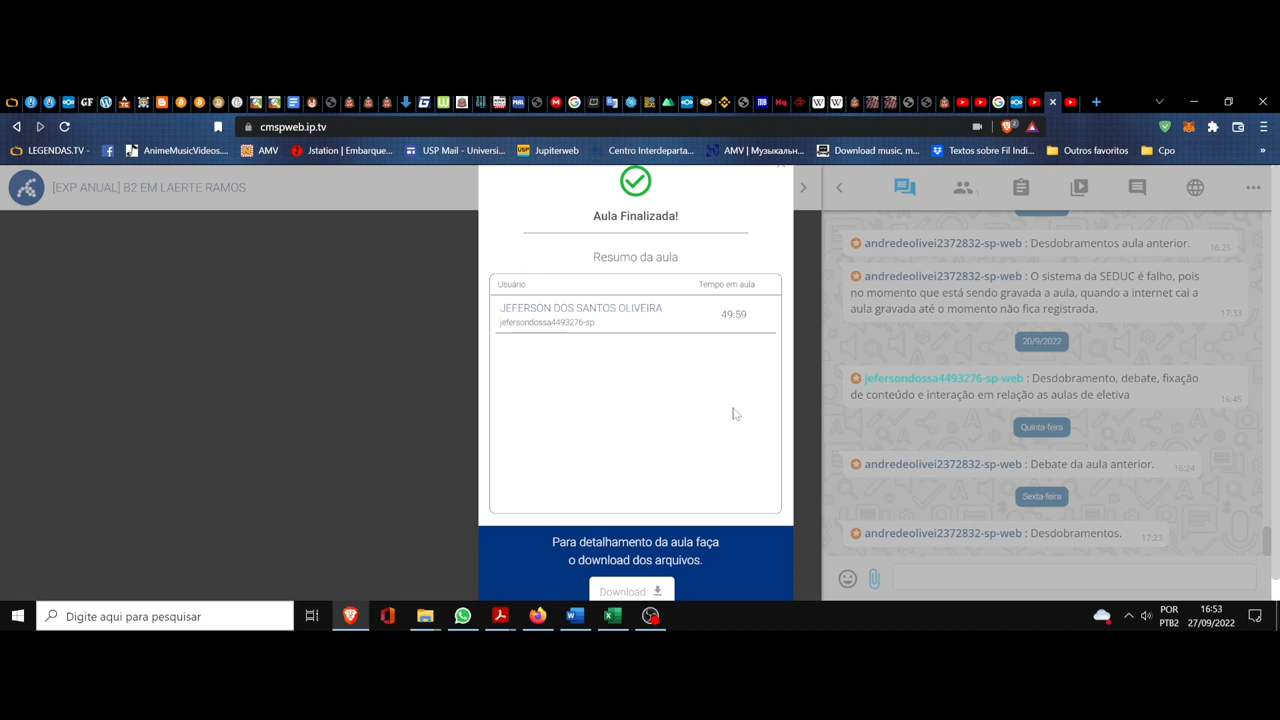 cmspweb.ip.tv
LEGENDAS.TV -
AnimeMusicVideos....
AMV
Jstation | Embarque...
USP Mail - Universi...
Jupiterweb
Centro Interdeparta...
AMV | Музыкальн...
Download music, m...
Textos sobre Fil Indi...
Outros favoritos
Cpo
[EXP ANUAL] B2 EM LAERTE RAMOS
Aula Finalizada!
Resumo da aula
Usuário Tempo em aula
JEFERSON DOS SANTOS OLIVEIRA
jefersondossa4493276-sp
49:59
Para detalhamento da aula faça
o download dos arquivos.
Download
andredeolivei2372832-sp-web : Desdobramentos aula anterior.
16:25
andredeolivei2372832-sp-web : O sistema da SEDUC é falho, pois
no momento que está sendo gravada a aula, quando a internet cai a
aula gravada até o momento não fica registrada.
17:33
20/9/2022
jefersondossa4493276-sp-web : Desdobramento, debate, fixação
de conteúdo e interação em relação as aulas de eletiva
16:45
Quinta-feira
andredeolivei2372832-sp-web : Debate da aula anterior.
16:24
Sexta-feira
andredeolivei2372832-sp-web : Desdobramentos.
17:23
Digite aqui para pesquisar
POR
PTB2
16:53
27/09/2022